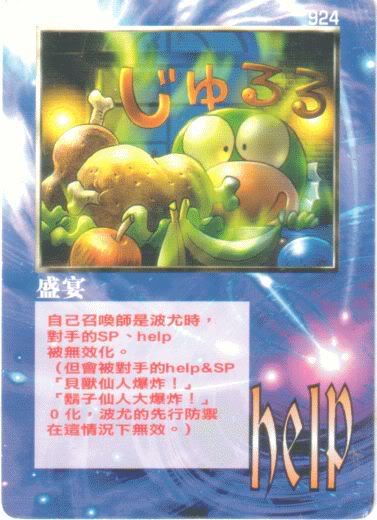 924
じゅるる
盛宴
自己召喚師是波尤時，
對手的SP、help
被無效化。
(但會被對手的help&SP
「貝獸仙人爆炸！」
「鬍子仙人大爆炸！」
0 化，波尤的先行防禦
在這情況下無效。)
help